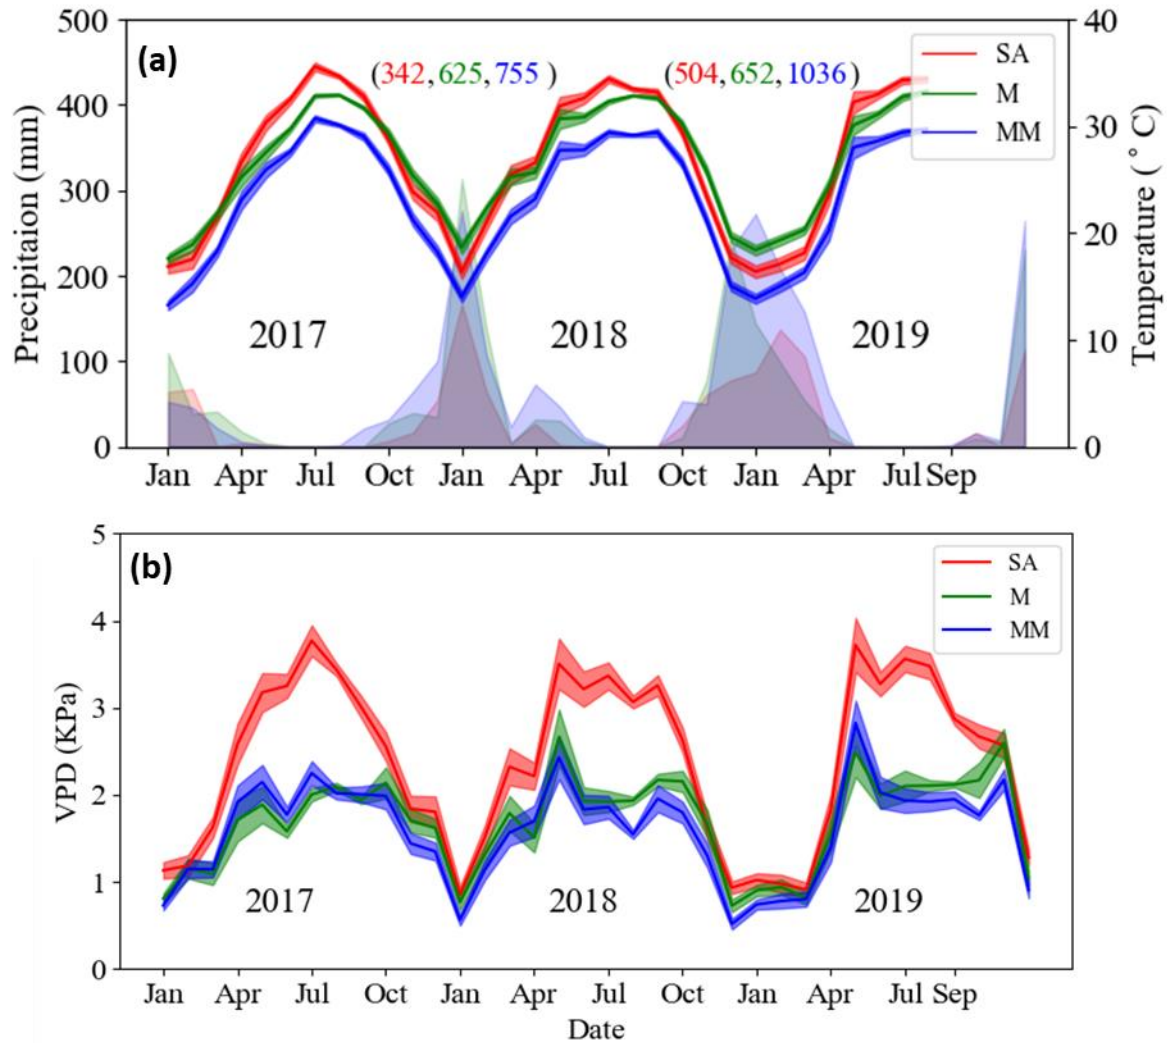 500
400
300
200
100
0
Precipitaion (mm)
(a)
(342,625,755 )
(504,652,1036)
SA
M
MM
40
30
20
10
0
Temperature ( ° C)
2017
2018
2019
Jan Apr Jul Oct Jan Apr Jul Oct Jan Apr Jul Sep
5
4
3
2
1
0
VPD (KPa)
(b)
SA
M
MM
2017
2018
2019
Jan Apr Jul Oct Jan Apr Jul Oct Jan Apr Jul Sep
Date